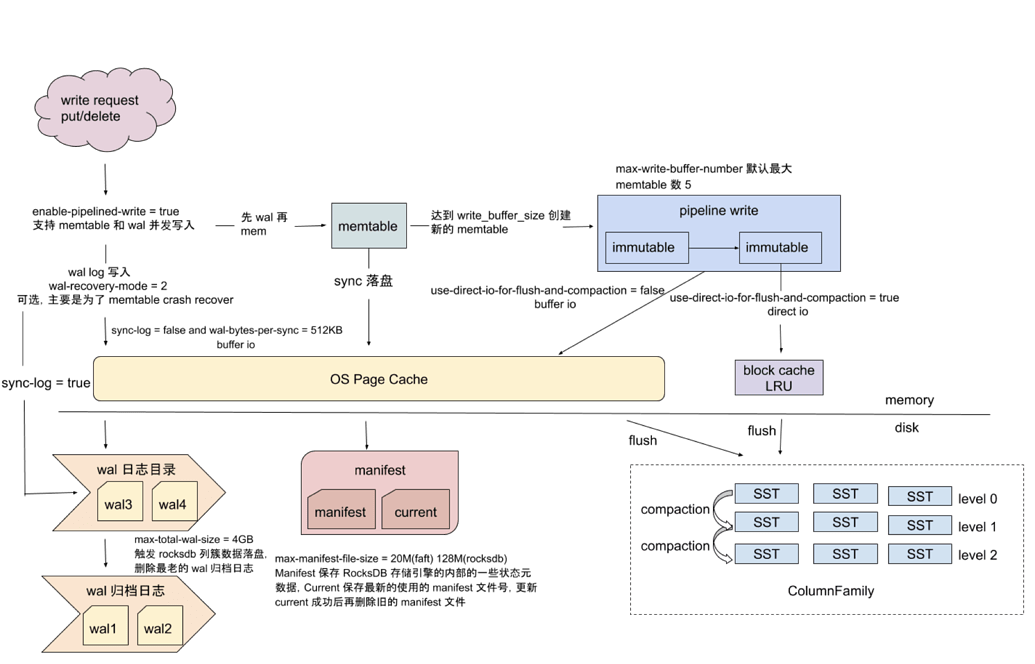 write request
put/delete
max-write-buffer-number 默认最大
memtable 数 5
enable-pipelined-write = true
支持 memtable 和 wal 并发写入
先 wal 再
mem
memtable
达到 write_buffer_size 创建
新的 memtable
pipeline write
immutable
immutable
wal log 写入
wal-recovery-mode = 2
可选, 主要是为了 memtable crash recover
sync 落盘
use-direct-io-for-flush-and-compaction = false
buffer io
use-direct-io-for-flush-and-compaction = true
direct io
sync-log = false and wal-bytes-per-sync = 512KB
buffer io
sync-log = true
OS Page Cache
block cache
LRU
memory
disk
flush
flush
wal 日志目录
wal3
wal4
manifest
manifest
current
SST
SST
SST
level 0
compaction
SST
SST
SST
level 1
compaction
SST
SST
SST
level 2
ColumnFamily
max-total-wal-size = 4GB
触发 rocksdb 列簇数据落盘,
删除最老的 wal 归档日志
max-manifest-file-size = 20M(faft) 128M(rocksdb)
Manifest 保存 RocksDB 存储引擎的内部的一些状态元
数据, Current 保存最新的使用的 manifest 文件号, 更新
current 成功后再删除旧的 manifest 文件
wal 归档日志
wal1
wal2